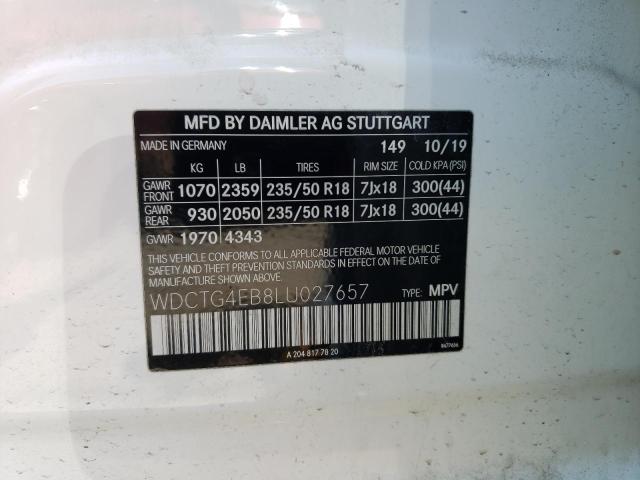 MFD BY DAIMLER AG STUTTGART
MADE IN GERMANY 149 10/19
KG LB TIRES RIM SIZE COLD KPA (PSI)
GAWR FRONT 1070 2359 235/50 R18 7Jx18 300(44)
GAWR REAR 930 2050 235/50 R18 7Jx18 300(44)
GVWR 1970 4343
THIS VEHICLE CONFORMS TO ALL APPLICABLE FEDERAL MOTOR VEHICLE
SAFETY AND THEFT PREVENTION STANDARDS IN EFFECT ON THE DATE OF
MANUFACTURE SHOWN ABOVE.
WDCTG4EB8LU027657 TYPE: MPV
A 204 817 78 20